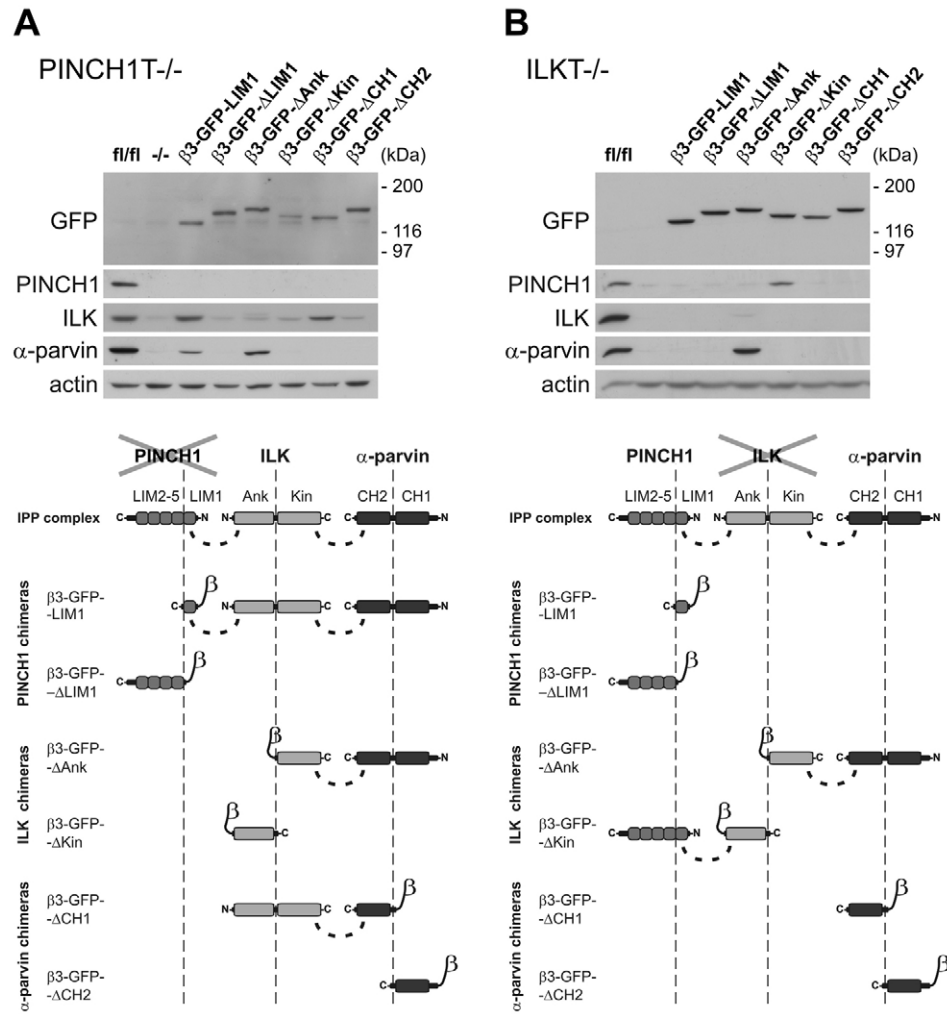 A
PINCH1T-/-
fl/fl -/- β3-GFP-LIM1 β3-GFP-ΔLIM1 β3-GFP-ΔAnk β3-GFP-ΔKin β3-GFP-ΔCH1 β3-GFP-ΔCH2 (kDa)
GFP
- 200
- 116
- 97
PINCH1
ILK
α-parvin
actin
PINCH1 ILK α-parvin
LIM2-5 LIM1 Ank Kin CH2 CH1
IPP complex C N N C C N
PINCH1 chimeras
β3-GFP-
-LIM1
C β N C C N
β3-GFP-
–ΔLIM1
C β
ILK chimeras
β3-GFP-
-ΔAnk
β C C N
β3-GFP-
-ΔKin
β C
α-parvin chimeras
β3-GFP-
-ΔCH1
N C C β
β3-GFP-
-ΔCH2
C β
B
ILKT-/-
fl/fl β3-GFP-LIM1 β3-GFP-ΔLIM1 β3-GFP-ΔAnk β3-GFP-ΔKin β3-GFP-ΔCH1 β3-GFP-ΔCH2 (kDa)
GFP
- 200
- 116
- 97
PINCH1
ILK
α-parvin
actin
PINCH1 ILK α-parvin
LIM2-5 LIM1 Ank Kin CH2 CH1
IPP complex C N N C C N
PINCH1 chimeras
β3-GFP-
-LIM1
C β
β3-GFP-
–ΔLIM1
C β
ILK chimeras
β3-GFP-
-ΔAnk
β C C N
β3-GFP-
-ΔKin
C N β C
α-parvin chimeras
β3-GFP-
-ΔCH1
C β
β3-GFP-
-ΔCH2
C β